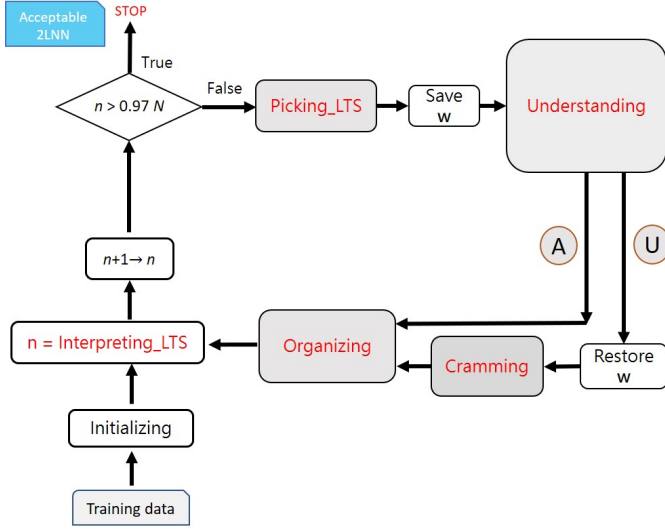 Acceptable
2LNN
STOP
True
n > 0.97 N
False
Picking_LTS
Save
w
Understanding
A
U
n+1→ n
n = Interpreting_LTS
Organizing
Cramming
Restore
w
Initializing
Training data